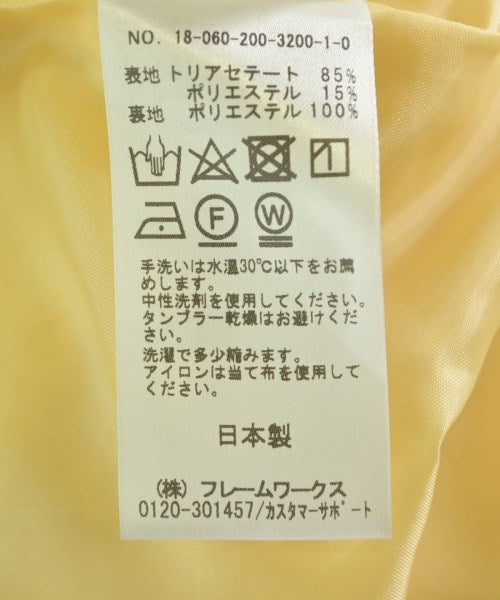 NO. 18-060-200-3200-1-0
表地 トリアセテート 85%
ポリエステル 15%
裏地 ポリエステル 100%
F W
手洗いは水温30℃以下をお薦
めします。
中性洗剤を使用してください。
タンブラー乾燥はお避けくだ
さい。
洗濯で多少縮みます。
アイロンは当て布を使用して
ください。
日本製
(株) フレームワークス
0120-301457/カスタマーサポート